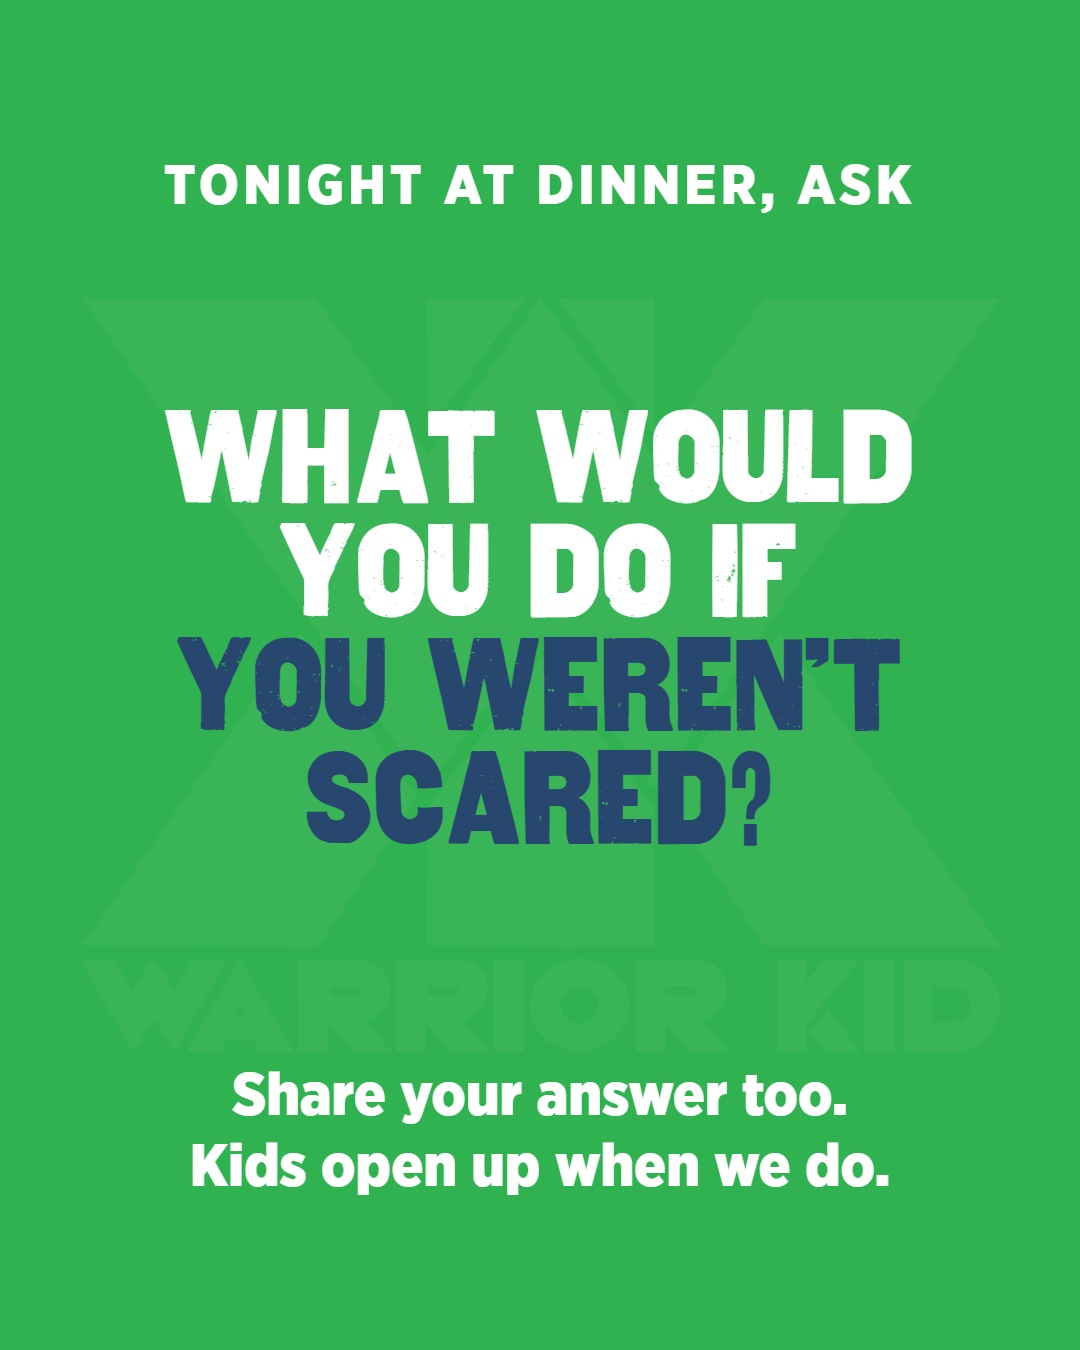 TONIGHT AT DINNER, ASK
WHAT WOULD
YOU DO IF
YOU WEREN'T
SCARED?
WARRIOR KID
Share your answer too.
Kids open up when we do.